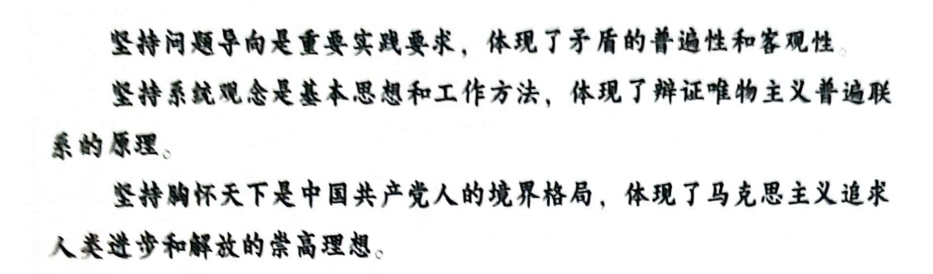 坚持问题导向是重要实践要求，体现了矛盾的普遍性和客观性。
坚持系统观念是基本思想和工作方法，体现了辩证唯物主义普遍联
系的原理。
坚持胸怀天下是中国共产党人的境界格局，体现了马克思主义追求
人类进步和解放的崇高理想。